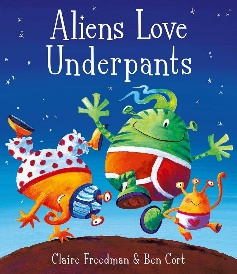 Aliens Love
Underpants
Claire Freedman & Ben Cort